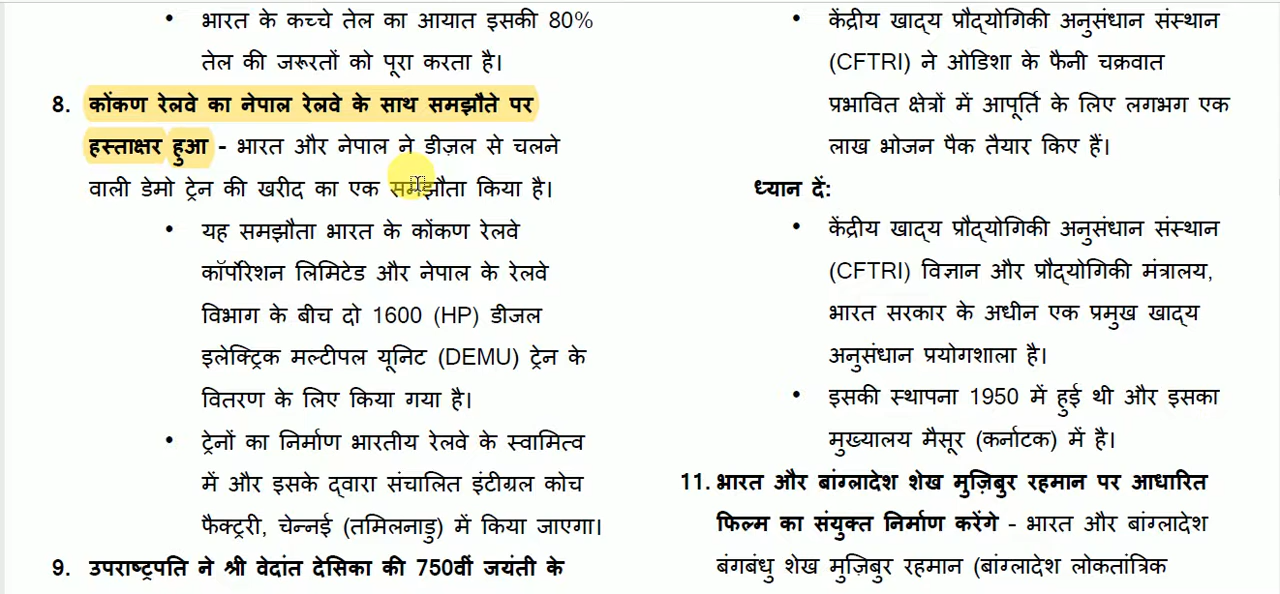 • भारत के कच्चे तेल का आयात इसकी 80%
तेल की जरूरतों को पूरा करता है।
8. कोंकण रेलवे का नेपाल रेलवे के साथ समझौते पर
हस्ताक्षर हुआ - भारत और नेपाल ने डीज़ल से चलने
वाली डेमो ट्रेन की खरीद का एक समझौता किया है।
• यह समझौता भारत के कोंकण रेलवे
कॉर्पोरेशन लिमिटेड और नेपाल के रेलवे
विभाग के बीच दो 1600 (HP) डीजल
इलेक्ट्रिक मल्टीपल यूनिट (DEMU) ट्रेन के
वितरण के लिए किया गया है।
• ट्रेनों का निर्माण भारतीय रेलवे के स्वामित्व
में और इसके द्वारा संचालित इंटीग्रल कोच
फैक्ट्री, चेन्नई (तमिलनाडु) में किया जाएगा।
9. उपराष्ट्रपति ने श्री वेदांत देसिका की 750वीं जयंती के
• केंद्रीय खाद्य प्रौद्योगिकी अनुसंधान संस्थान
(CFTRI) ने ओडिशा के फैनी चक्रवात
प्रभावित क्षेत्रों में आपूर्ति के लिए लगभग एक
लाख भोजन पैक तैयार किए हैं।
ध्यान दें:
• केंद्रीय खाद्य प्रौद्योगिकी अनुसंधान संस्थान
(CFTRI) विज्ञान और प्रौद्योगिकी मंत्रालय,
भारत सरकार के अधीन एक प्रमुख खाद्य
अनुसंधान प्रयोगशाला है।
• इसकी स्थापना 1950 में हुई थी और इसका
मुख्यालय मैसूर (कर्नाटक) में है।
11. भारत और बांग्लादेश शेख मुज़िबुर रहमान पर आधारित
फिल्म का संयुक्त निर्माण करेंगे - भारत और बांग्लादेश
बंगबंधु शेख मुज़िबुर रहमान (बांग्लादेश लोकतांत्रिक